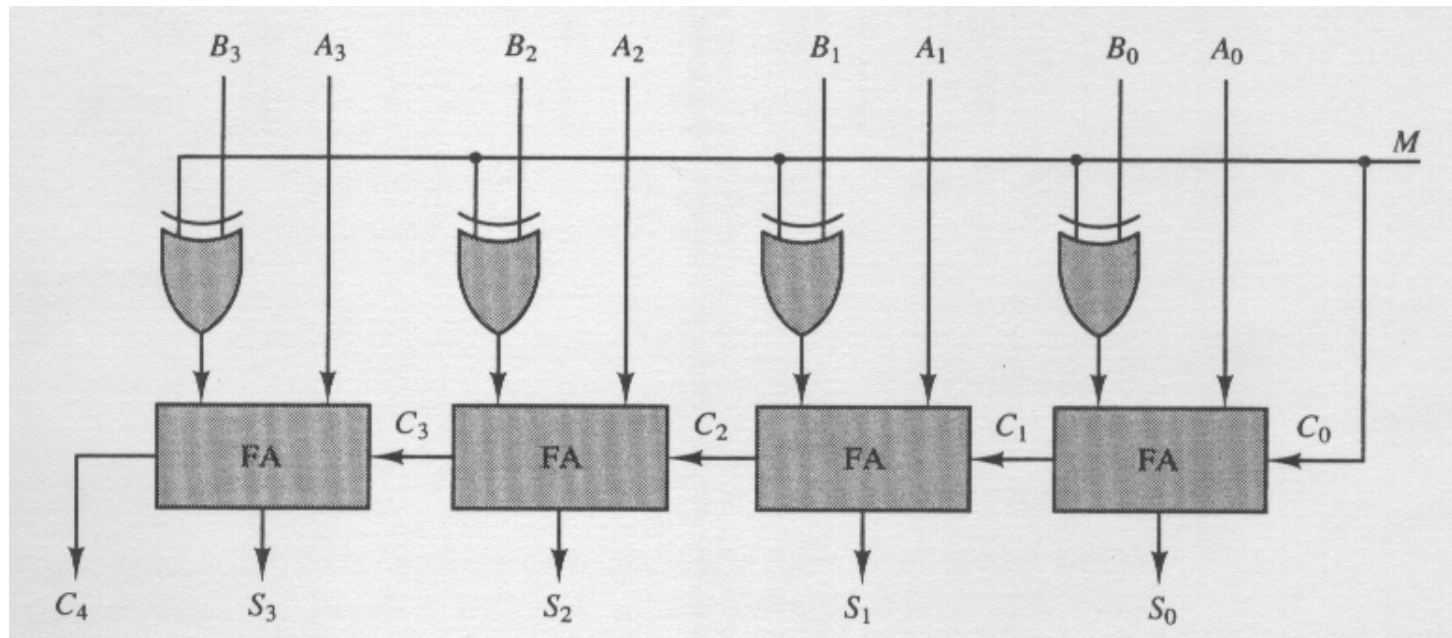 B₃ A₃ B₂ A₂ B₁ A₁ B₀ A₀
M
C₃ C₂ C₁ C₀
FA FA FA FA
C₄ S₃ S₂ S₁ S₀